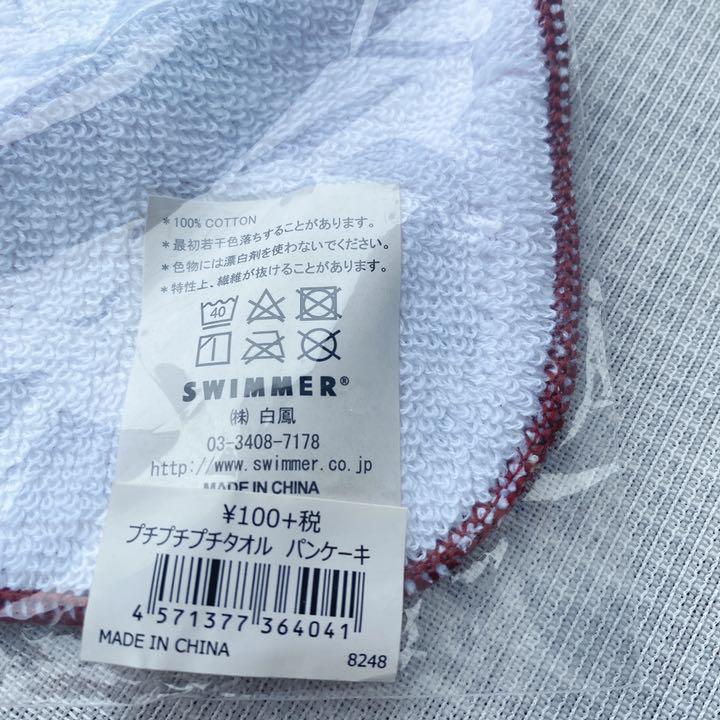 *100% COTTON
*最初若干色落ちすることがあります。
*色物には漂白剤を使わないでください。
*特性上、繊維が抜けることがあります。
40
SWIMMER®
㈱ 白鳳
03-3408-7178
http://www.swimmer.co.jp
MADE IN CHINA
¥100+税
プチプチプチタオル パンケーキ
4 571377 364041
MADE IN CHINA
8248